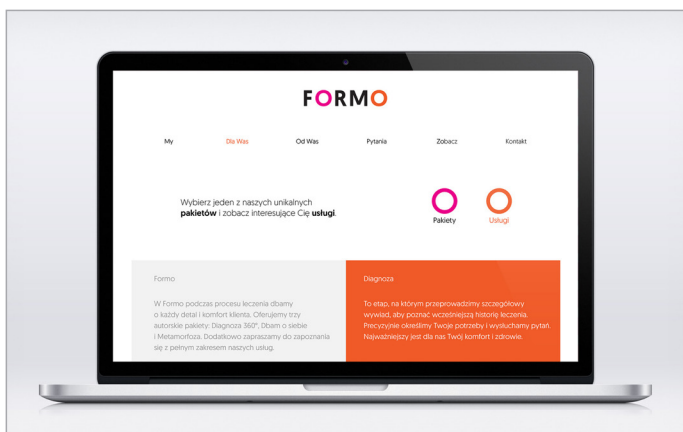 FORMO
My Dla Was Od Was Pytania Zobacz Kontakt
Wybierz jeden z naszych unikalnych
pakietów i zobacz interesujące Cię usługi.
Pakiety Usługi
Formo
W Formo podczas procesu leczenia dbamy
o każdy detal i komfort klienta. Oferujemy trzy
autorskie pakiety: Diagnoza 360°, Dbam o siebie
i Metamorfoza. Dodatkowo zapraszamy do zapoznania
się z pełnym zakresem naszych usług.
Diagnoza
To etap, na którym przeprowadzimy szczegółowy
wywiad, aby poznać wcześniejszą historię leczenia.
Precyzyjnie określimy Twoje potrzeby i wysłuchamy pytań.
Najważniejszy jest dla nas Twój komfort i zdrowie.